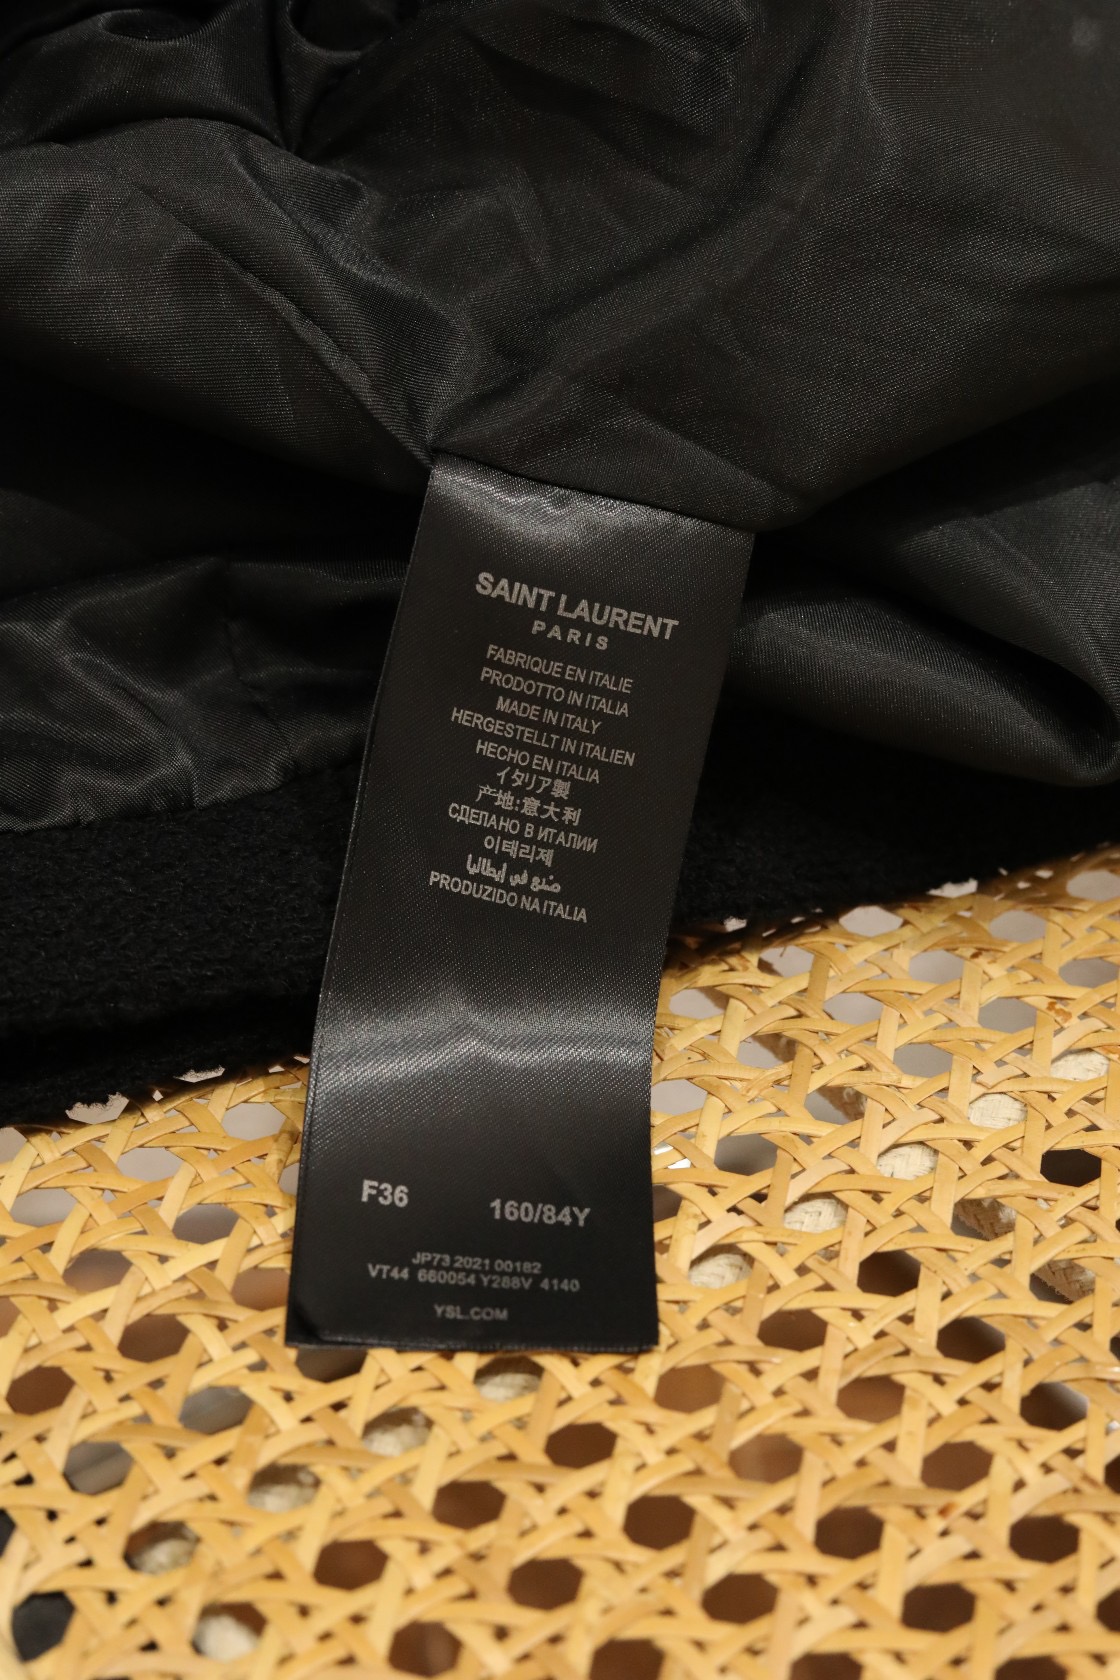 SAINT LAURENT
PARIS
FABRIQUE EN ITALIE
PRODOTTO IN ITALIA
MADE IN ITALY
HERGESTELLT IN ITALIEN
HECHO EN ITALIA
イタリア製
产地:意大利
СДЕЛАНО В ИТАЛИИ
이태리제
صُنع في إيطاليا
PRODUZIDO NA ITALIA
F36 160/84Y
JP73 2021 00182
VT44 660054 Y288V 4140
YSL.COM